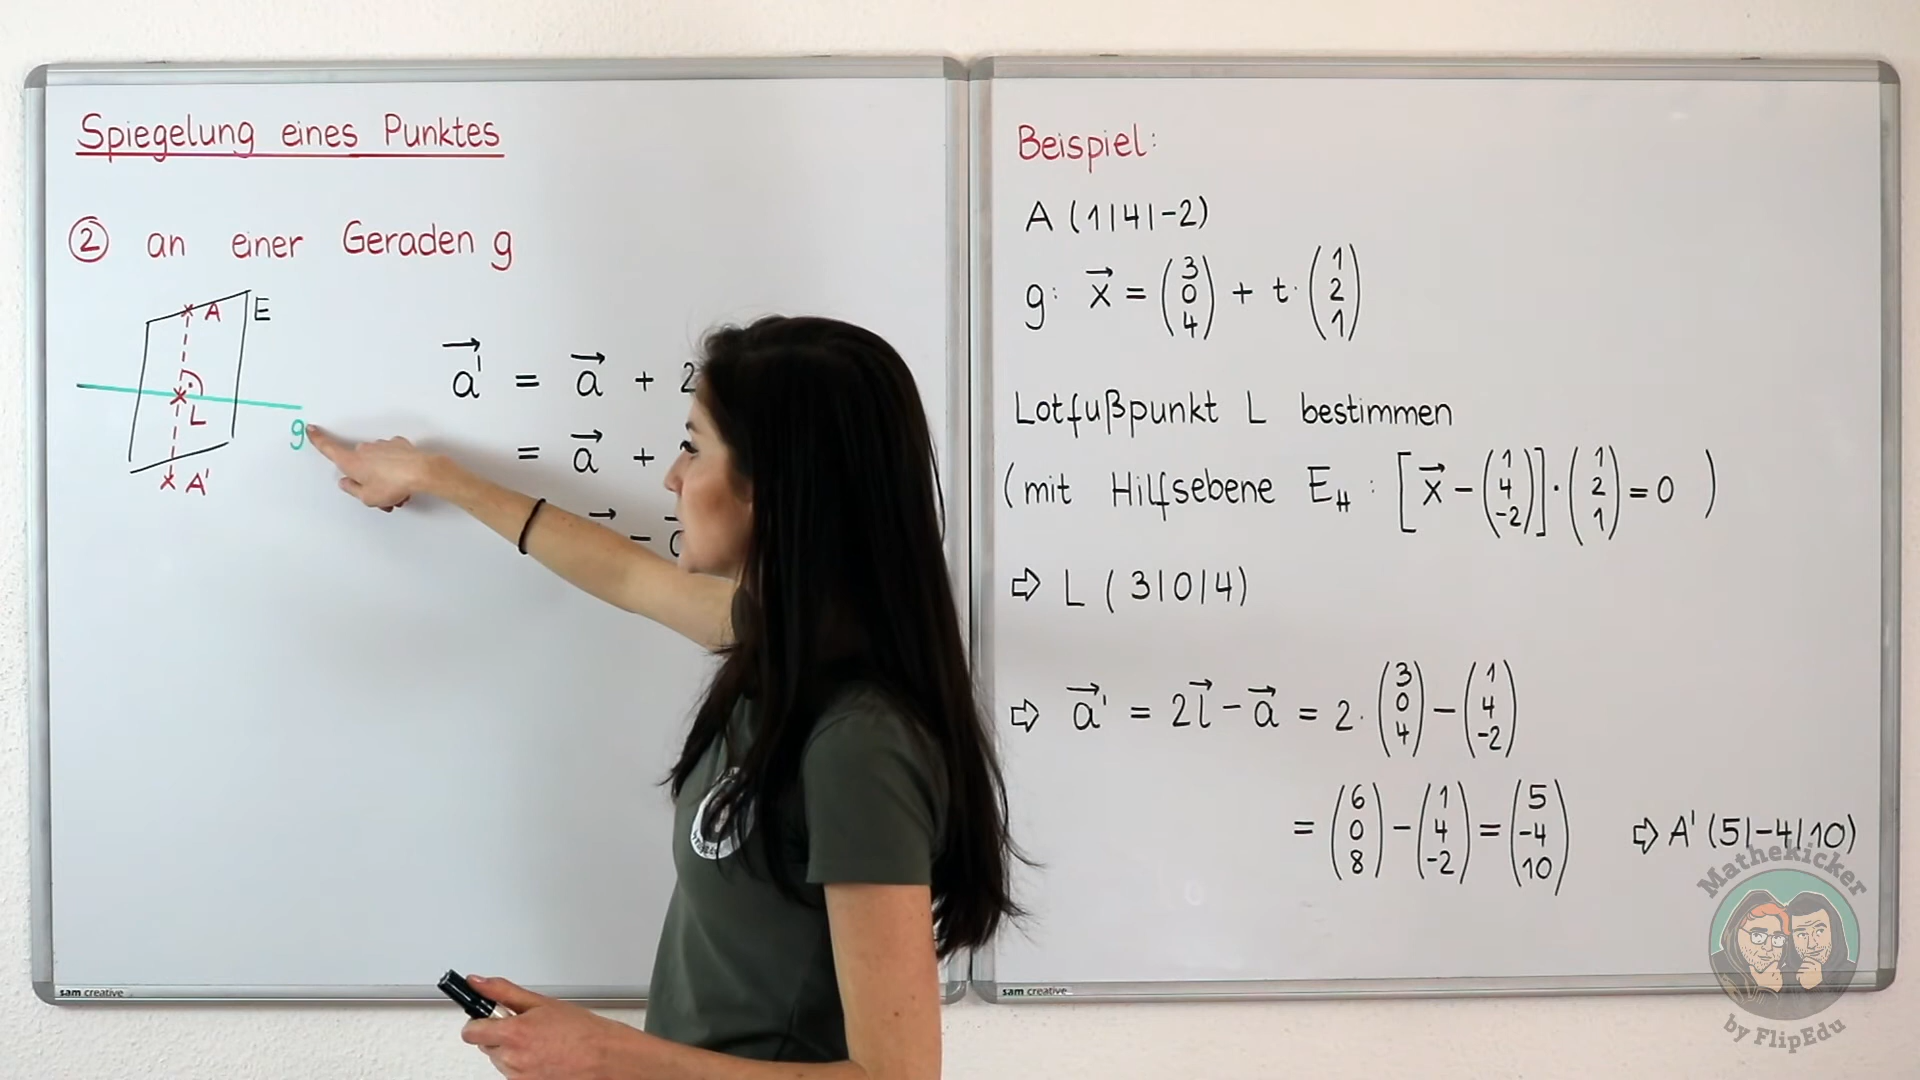 Spiegelung eines Punktes
② an einer Geraden g
A E
L
g
A'
a⃗' = a⃗ + 2
= a⃗ +
−
sam creative
Beispiel:
A (1|4|-2)
g: x⃗ = (3 0 4) + t· (1 2 1)
Lotfußpunkt L bestimmen
(mit Hilfsebene E_H : [x⃗ − (1 4 -2)] · (1 2 1) = 0 )
⇨ L ( 3|0|4)
⇨ a⃗' = 2l⃗ − a⃗ = 2· (3 0 4) − (1 4 -2)
= (6 0 8) − (1 4 -2) = (5 -4 10) ⇨ A' (5|-4|10)
Mathekicker
by FlipEdu
sam creative